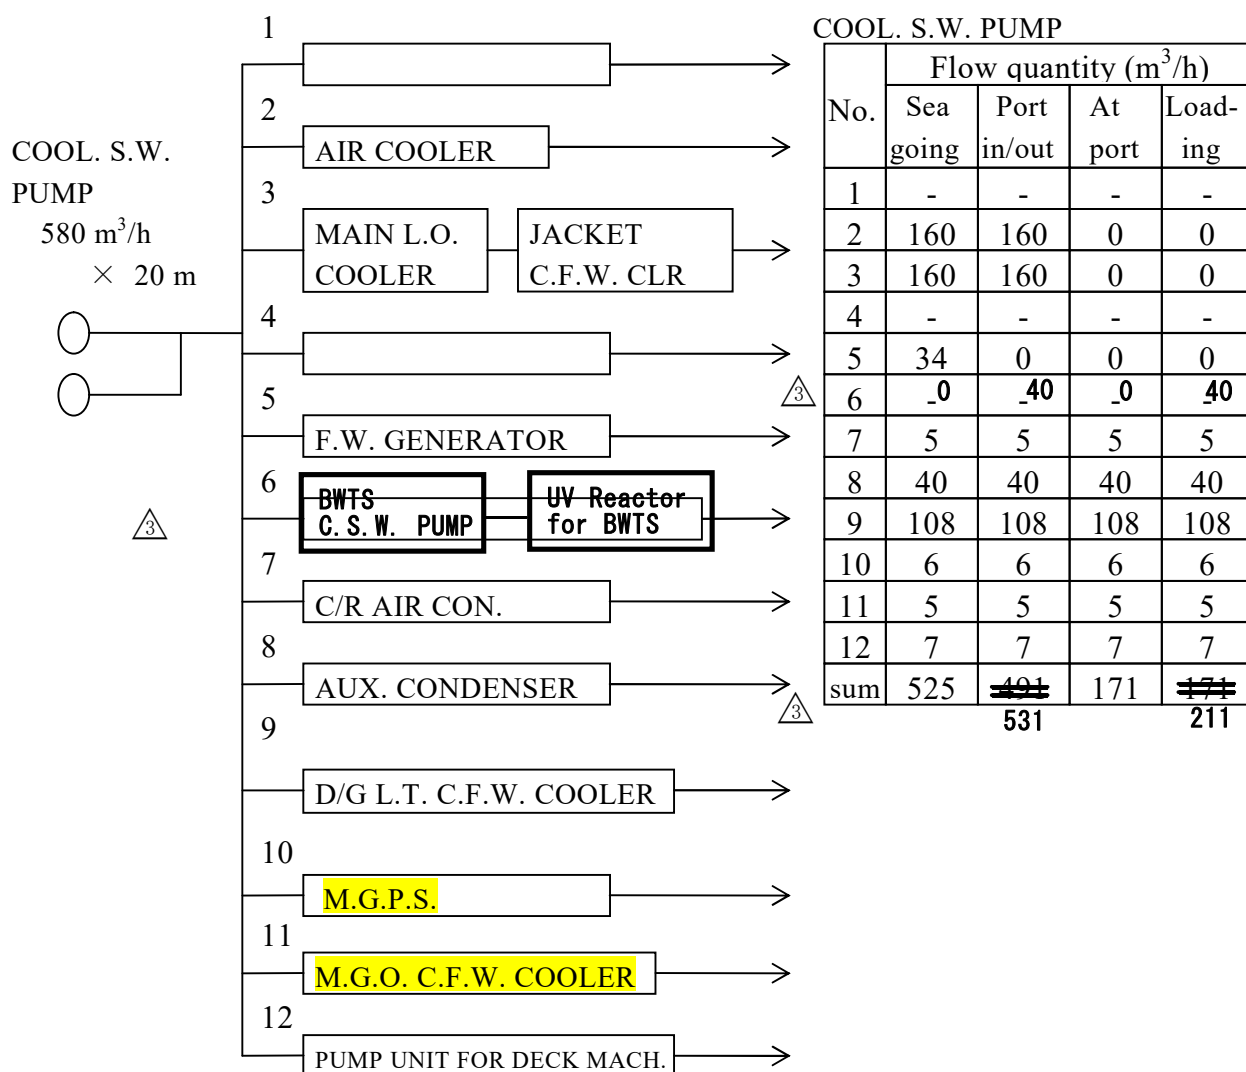 COOL. S.W.
PUMP
580 m³/h
× 20 m
1
2
AIR COOLER
3
MAIN L.O.
COOLER
JACKET
C.F.W. CLR
4
5
F.W. GENERATOR
3
6
BWTS
C.S.W. PUMP
UV Reactor
for BWTS
7
C/R AIR CON.
8
AUX. CONDENSER
9
D/G L.T. C.F.W. COOLER
10
M.G.P.S.
11
M.G.O. C.F.W. COOLER
12
PUMP UNIT FOR DECK MACH.
COOL. S.W. PUMP
No. Flow quantity (m³/h)
Sea Port At Load-
going in/out port ing
1 - - - -
2 160 160 0 0
3 160 160 0 0
4 - - - -
5 34 0 0 0
3 6 -0 -40 -0 -40
7 5 5 5 5
8 40 40 40 40
9 108 108 108 108
10 6 6 6 6
11 5 5 5 5
12 7 7 7 7
sum 525 491 171 171
3 531 211